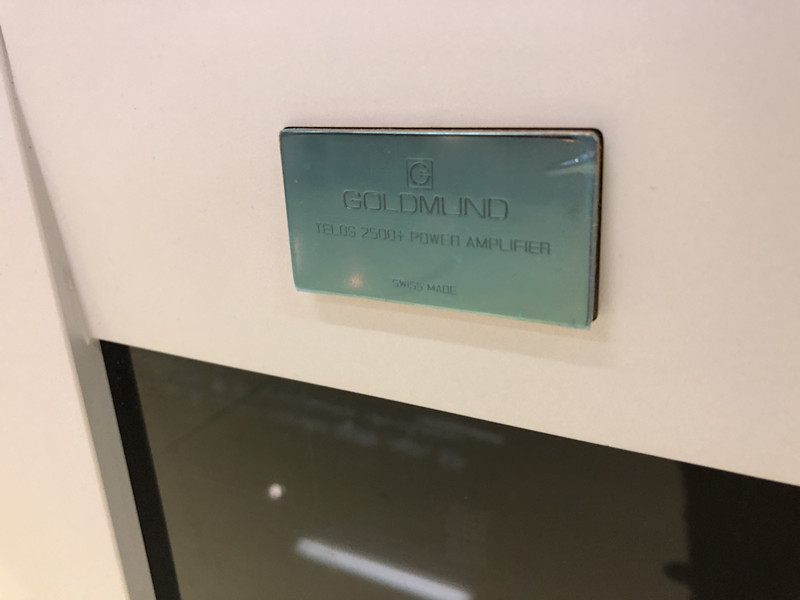 G
GOLDMUND
TELOS 2500+ POWER AMPLIFIER
SWISS MADE